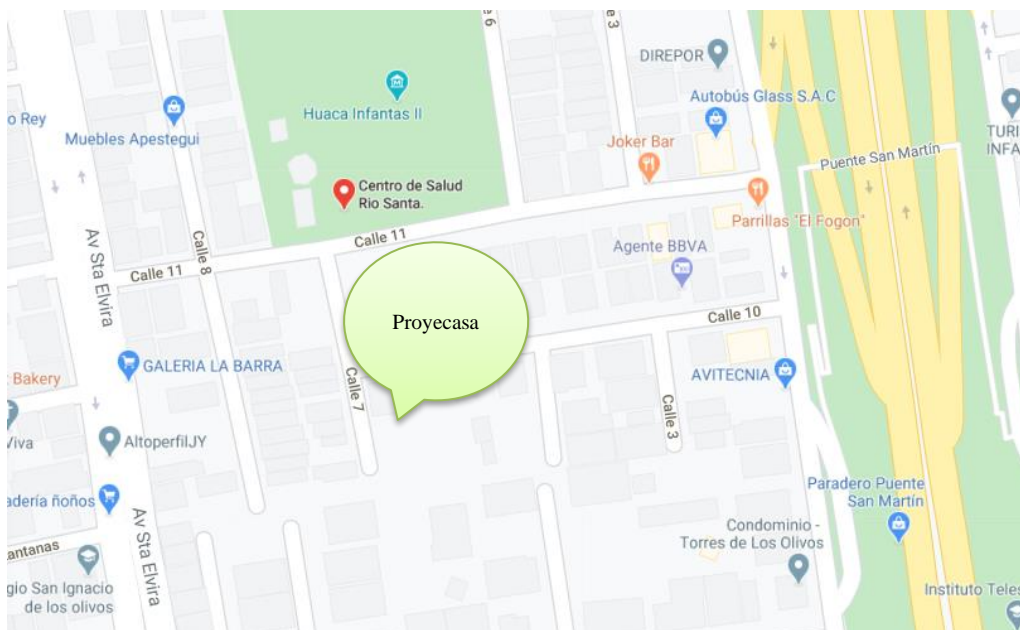 6
3
DIREPOR
Huaca Infantas II
Autobús Glass S.A.C
o Rey
Muebles Apestegui
Joker Bar
TURI
INFA
Puente San Martín
Centro de Salud
Rio Santa.
Parrillas "El Fogon"
Calle 11
Calle 8
Av Sta Elvira
Calle 11
Agente BBVA
Proyecasa
Calle 10
GALERIA LA BARRA
Bakery
Calle 7
AVITECNIA
Calle 3
Viva
AltoperfilJY
adería ñoños
Paradero Puente
San Martín
Av Sta Elvira
Condominio -
Torres de Los Olivos
antanas
gio San Ignacio
de los olivos
Instituto Teles